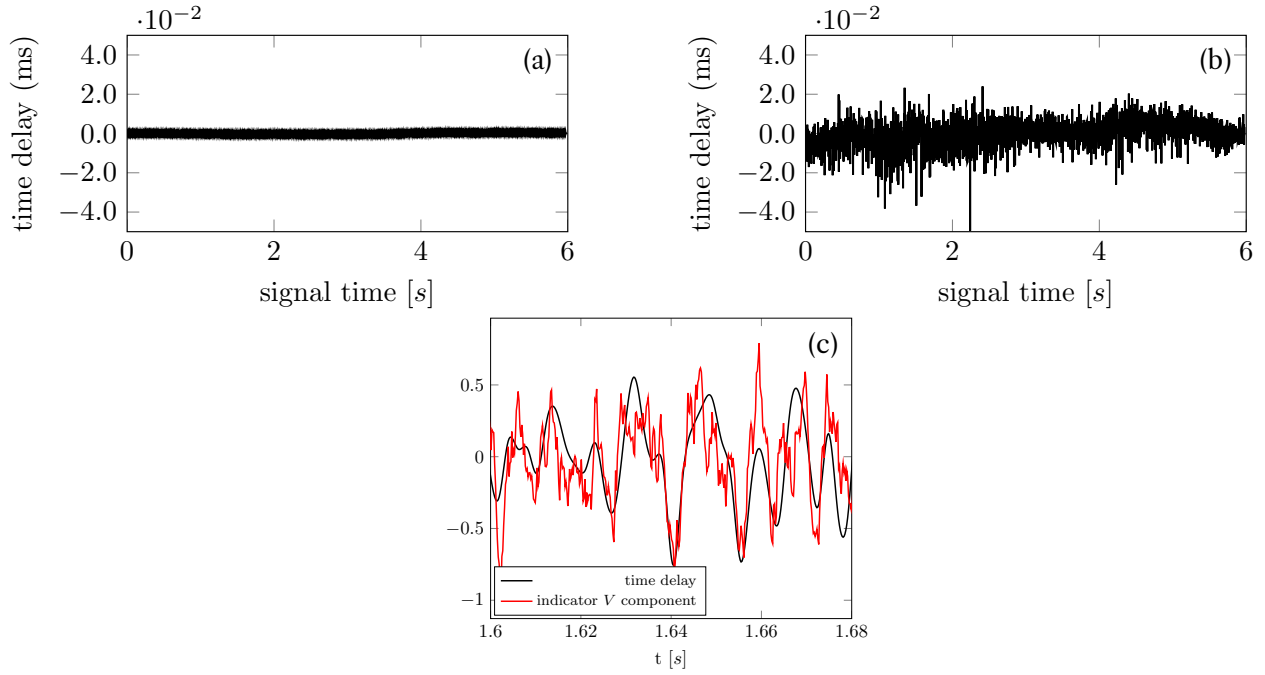 ·10⁻²
(a)
time delay (ms)
4.0
2.0
0.0
−2.0
−4.0
0 2 4 6
signal time [s]
·10⁻²
(b)
time delay (ms)
4.0
2.0
0.0
−2.0
−4.0
0 2 4 6
signal time [s]
(c)
0.5
0
−0.5
−1
time delay
indicator V component
1.6 1.62 1.64 1.66 1.68
t [s]